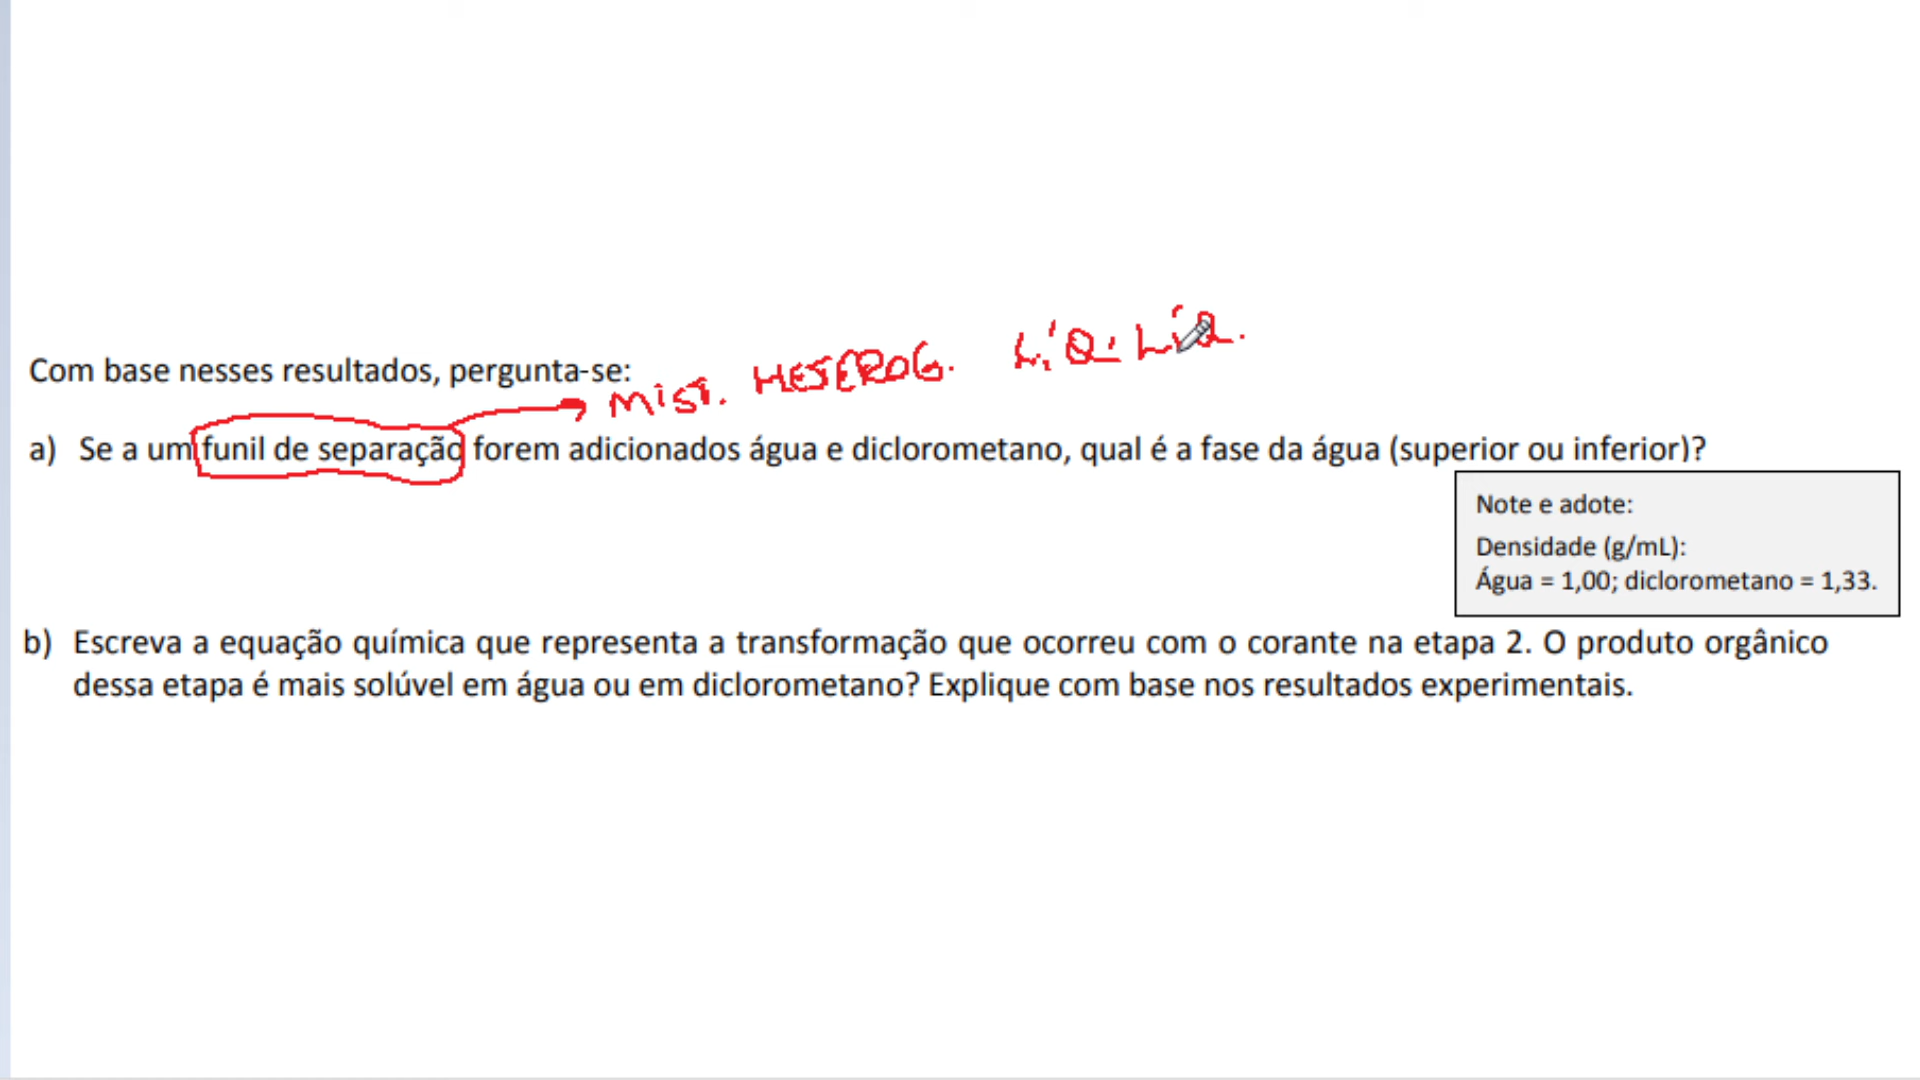 LÍQ. LÍQ.
Com base nesses resultados, pergunta-se:
MIST. HETEROG.
a) Se a um funil de separação forem adicionados água e diclorometano, qual é a fase da água (superior ou inferior)?
Note e adote:
Densidade (g/mL):
Água = 1,00; diclorometano = 1,33.
b) Escreva a equação química que representa a transformação que ocorreu com o corante na etapa 2. O produto orgânico
dessa etapa é mais solúvel em água ou em diclorometano? Explique com base nos resultados experimentais.